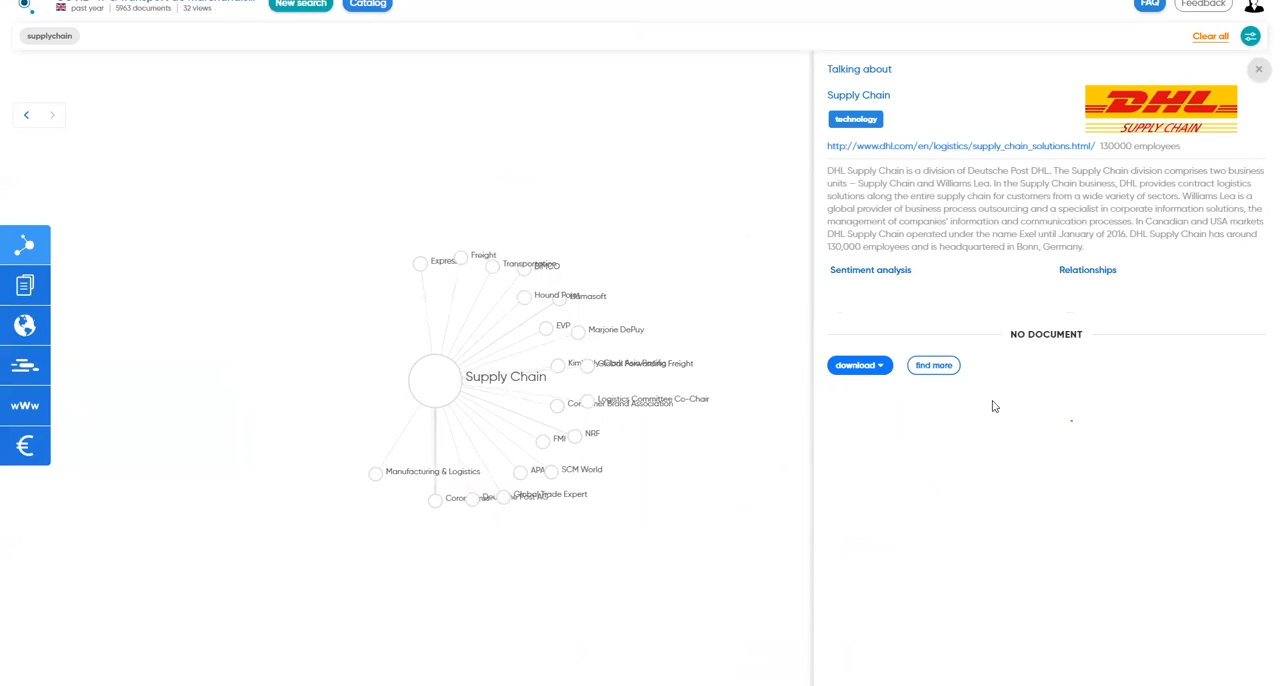 past year
5963 documents
32 views
New search
Catalog
FAQ
Feedback
supplychain
Clear all
Talking about
Supply Chain
technology
DHL
SUPPLY CHAIN
http://www.dhl.com/en/logistics/supply_chain_solutions.html/ 130000 employees
DHL Supply Chain is a division of Deutsche Post DHL. The Supply Chain division comprises two business
units – Supply Chain and Williams Lea. In the Supply Chain business, DHL provides contract logistics
solutions along the entire supply chain for customers from a wide variety of sectors. Williams Lea is a
global provider of business process outsourcing and a specialist in corporate information solutions, the
management of companies' information and communication processes. In Canadian and USA markets
DHL Supply Chain operated under the name Exel until January of 2016. DHL Supply Chain has around
130,000 employees and is headquartered in Bonn, Germany.
Sentiment analysis
Relationships
NO DOCUMENT
download
find more
www
€
Freight
Transportation
BIMCO
Llamasoft
EVP
Marjorie DePuy
Global Forwarding Freight
Supply Chain
Logistics Committee Co-Chair
Brand Association
NRF
FMI
APA
SCM World
Manufacturing & Logistics
Global Trade Expert